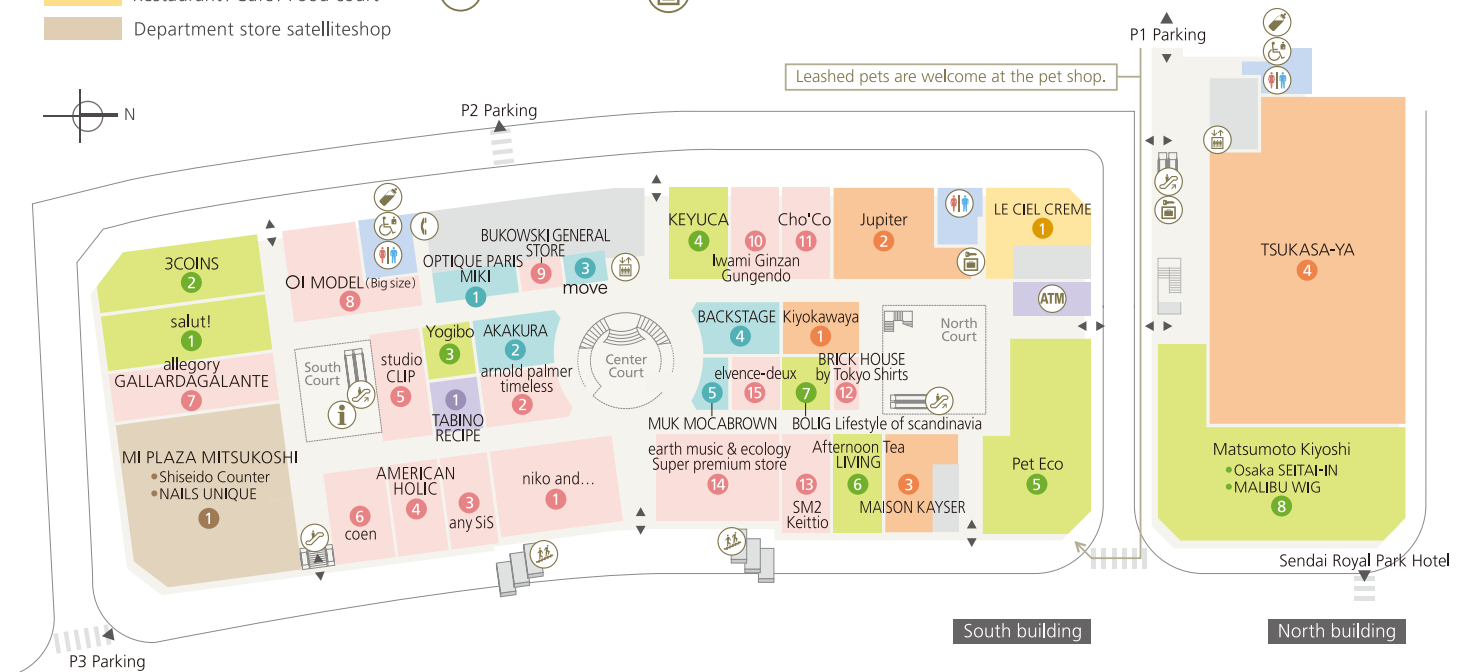 Department store satelliteshop
N
P1 Parking
Leashed pets are welcome at the pet shop.
P2 Parking
3COINS
2
salut!
1
allegory
GALLARDAGALANTE
7
MI PLAZA MITSUKOSHI
Shiseido Counter
NAILS UNIQUE
1
OI MODEL (Big size)
8
South
Court
i
studio
CLIP
5
Yogibo
3
1
TABINO
RECIPE
OPTIQUE PARIS
MIKI
1
BUKOWSKI GENERAL
STORE
9
3
move
AKAKURA
2
arnold palmer
timeless
2
Center
Court
6
coen
AMERICAN
HOLIC
4
3
any SiS
niko and...
1
KEYUCA
4
10
Iwami Ginzan
Gungendo
Cho'Co
11
Jupiter
2
LE CIEL CREME
1
ATM
BACKSTAGE
4
Kiyokawaya
1
North
Court
5
MUK MOCABROWN
elvence-deux
15
7
BOLIG Lifestyle of scandinavia
BRICK HOUSE
by Tokyo Shirts
12
earth music & ecology
Super premium store
14
13
SM2
Keittio
Afternoon Tea
LIVING
6
3
MAISON KAYSER
Pet Eco
5
TSUKASA-YA
4
Matsumoto Kiyoshi
Osaka SEITAI-IN
MALIBU WIG
8
Sendai Royal Park Hotel
South building
North building
P3 Parking